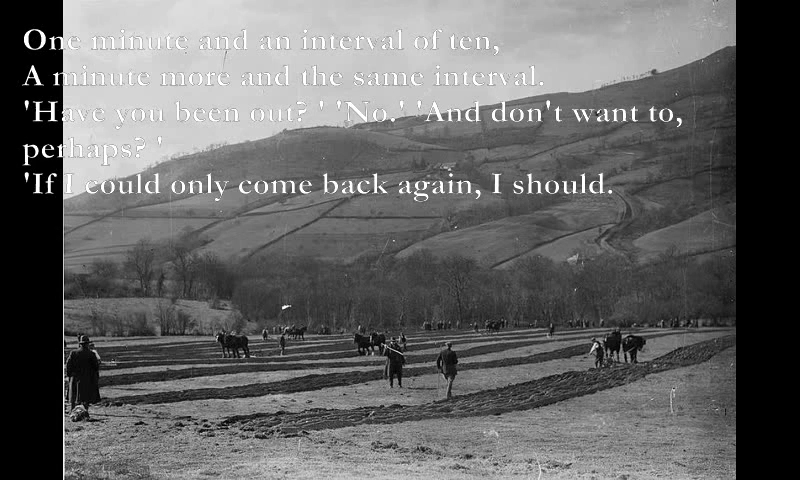 One minute and an interval of ten,
A minute more and the same interval.
'Have you been out? ' 'No.' 'And don't want to,
perhaps? '
'If I could only come back again, I should.